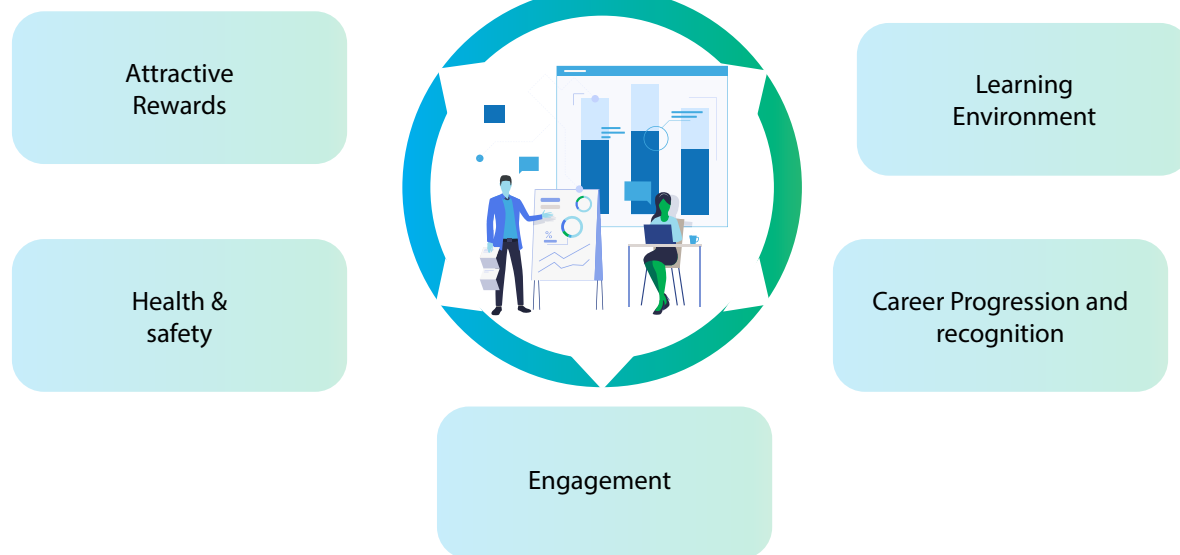 Attractive
Rewards
Learning
Environment
%
Health &
safety
Career Progression and
recognition
Engagement